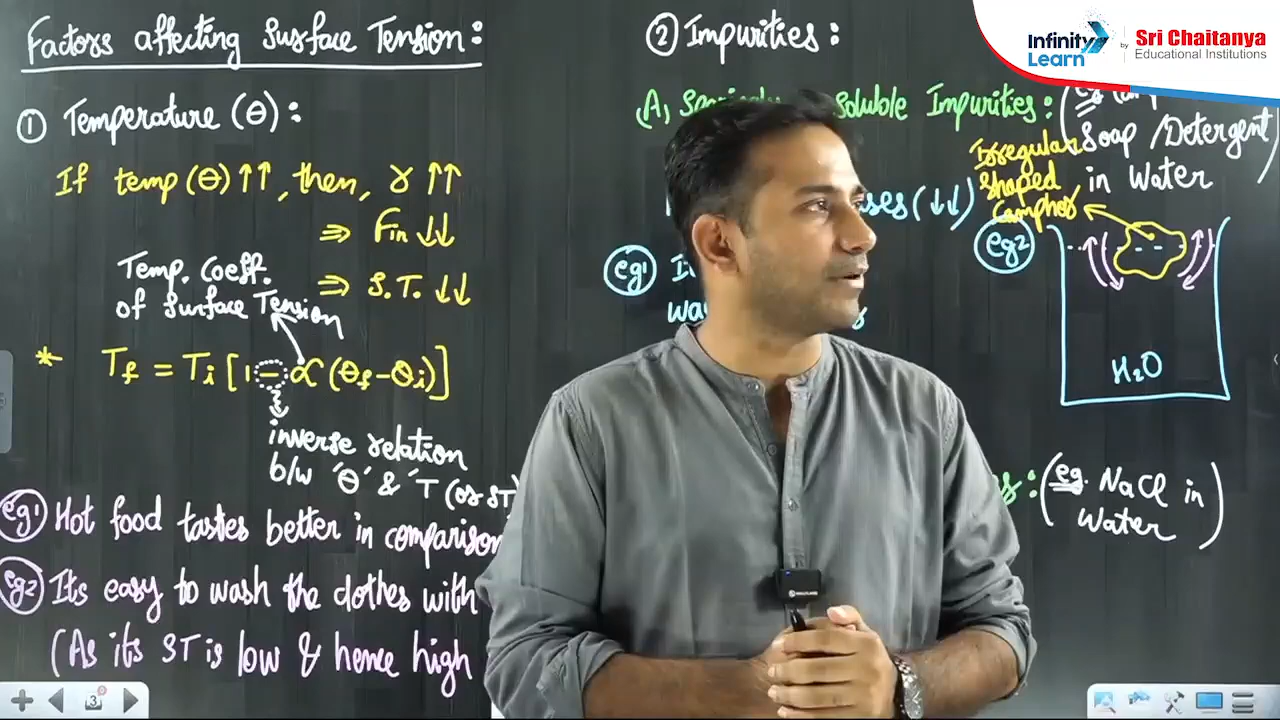 Factors affecting Surface Tension:
① Temperature (θ):
If temp (θ) ↑↑, then, r ↑↑
⇒ Fin ↓↓
⇒ S.T. ↓↓
Temp. Coeff.
of Surface Tension
* Tf = Ti [1 - α (θf - θi)]
inverse relation
b/w 'θ' & 'T (or ST)
eg1 Hot food tastes better in comparison
eg2 Its easy to wash the clothes with
(As its ST is low & hence high
② Impurities:
A, soluble Impurities: (eg
Soap /Detergent
in Water)
(↓↓)
eg1
Irregular
Shaped
Camphor
eg2
H₂O
: (eg. NaCl in
Water)
Infinity
Learn
by
Sri Chaitanya
Educational Institutions
3